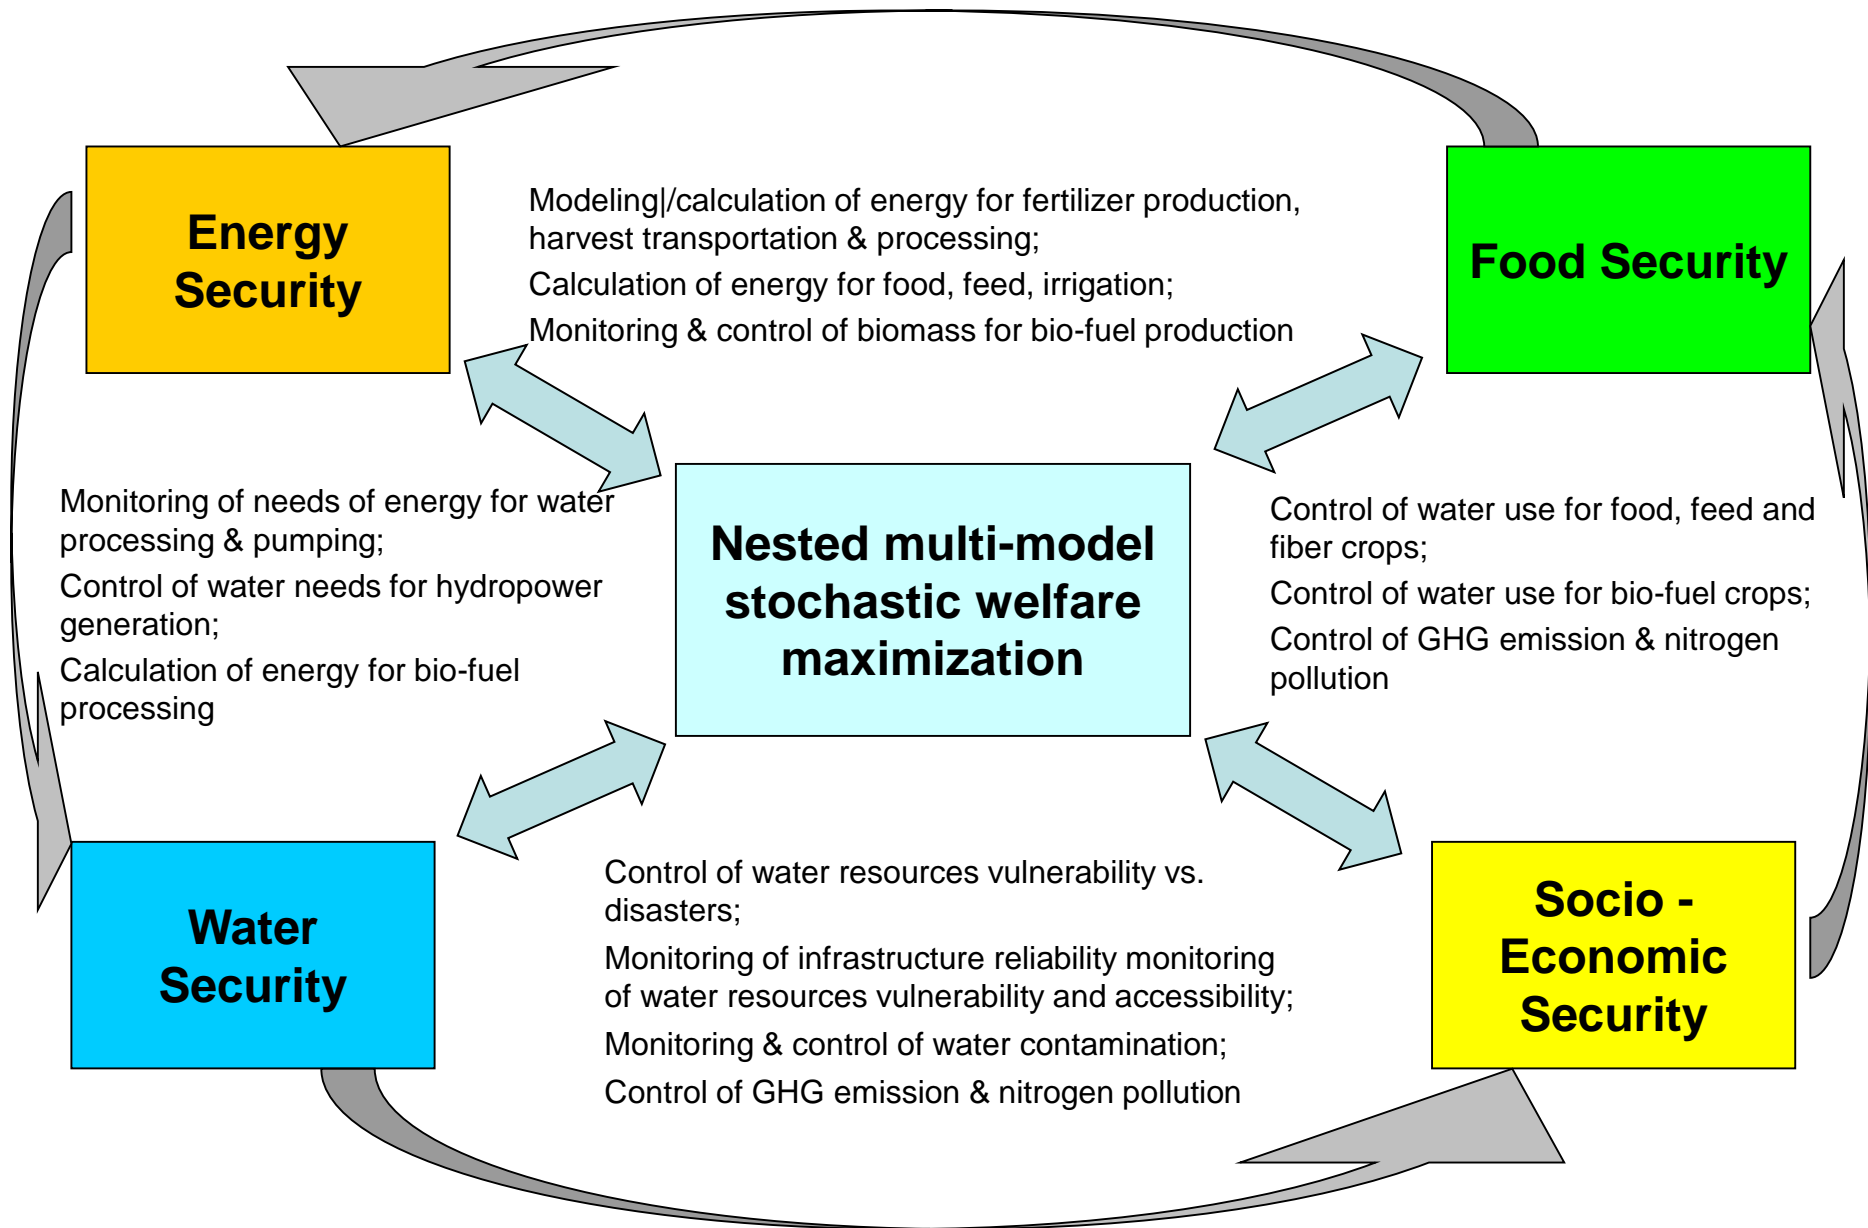 Energy
Security
Modeling|/calculation of energy for fertilizer production,
harvest transportation & processing;
Calculation of energy for food, feed, irrigation;
Monitoring & control of biomass for bio-fuel production
Food Security
Monitoring of needs of energy for water
processing & pumping;
Control of water needs for hydropower
generation;
Calculation of energy for bio-fuel
processing
Nested multi-model
stochastic welfare
maximization
Control of water use for food, feed and
fiber crops;
Control of water use for bio-fuel crops;
Control of GHG emission & nitrogen
pollution
Water
Security
Control of water resources vulnerability vs.
disasters;
Monitoring of infrastructure reliability monitoring
of water resources vulnerability and accessibility;
Monitoring & control of water contamination;
Control of GHG emission & nitrogen pollution
Socio -
Economic
Security